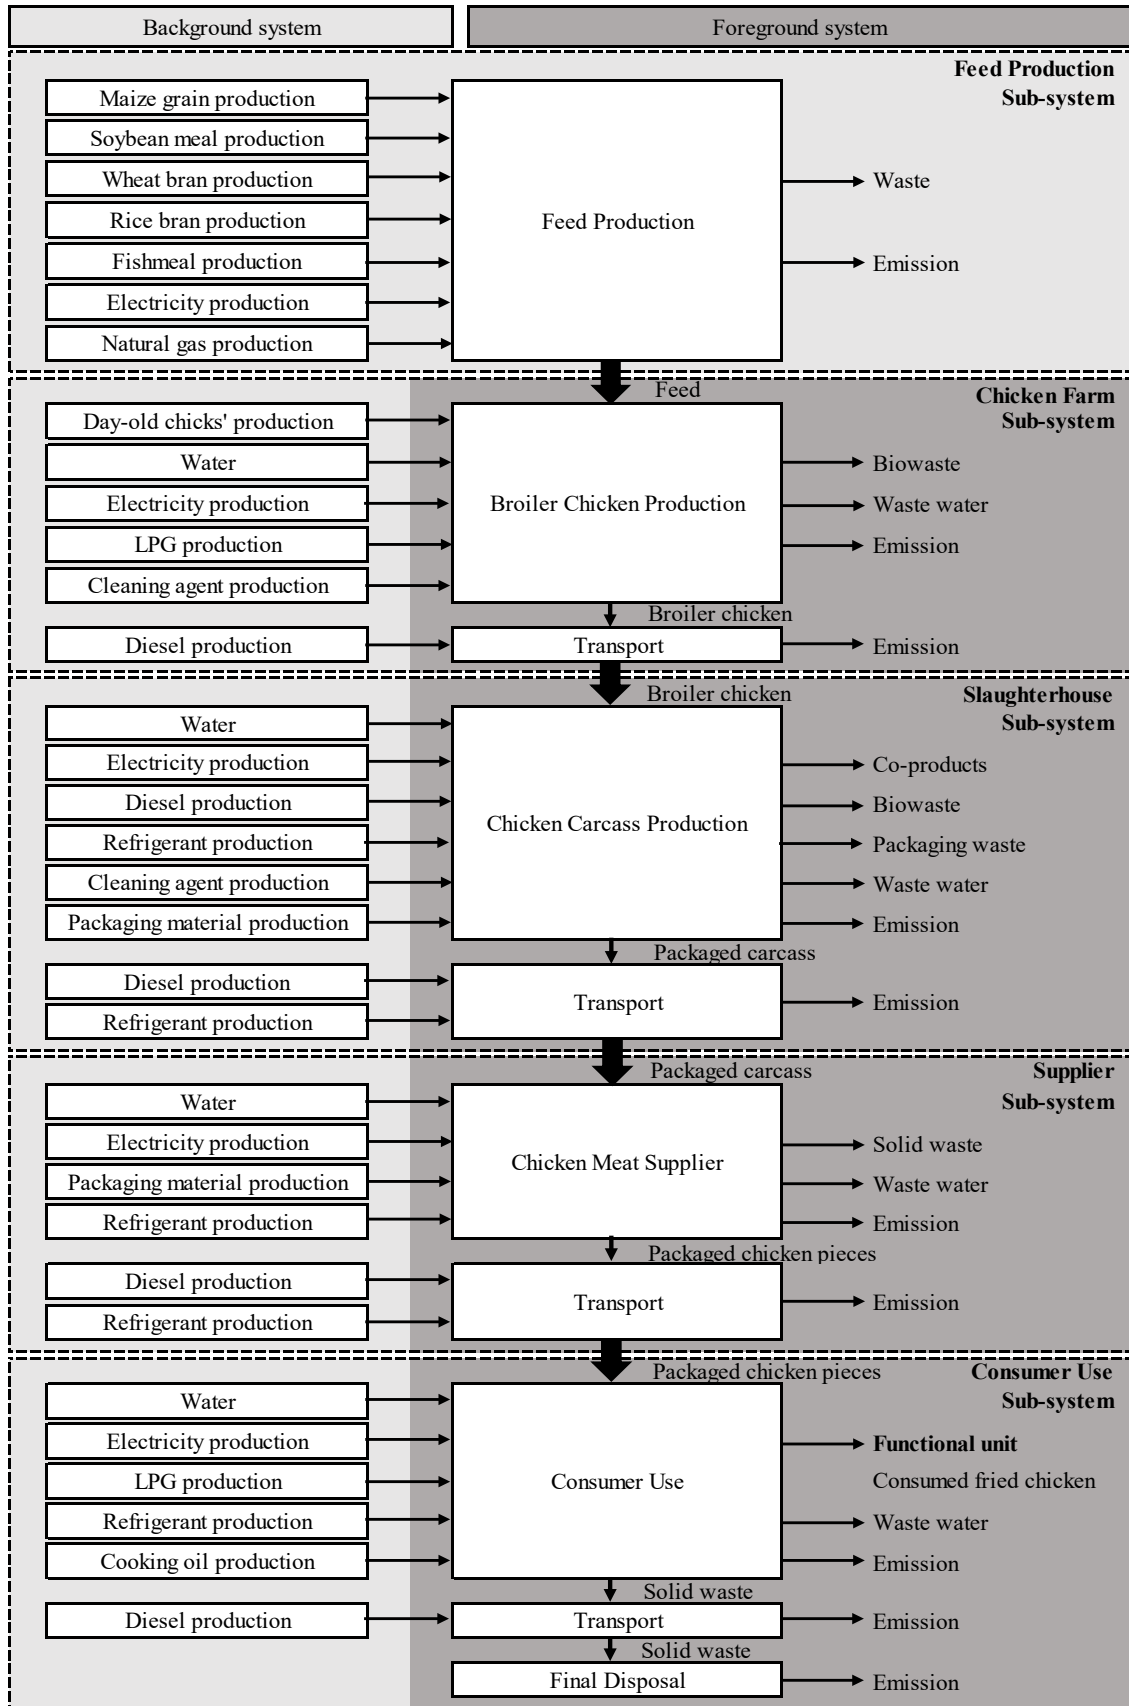 Background system
Foreground system
Feed Production
Sub-system
Maize grain production
Soybean meal production
Wheat bran production
Rice bran production
Fishmeal production
Electricity production
Natural gas production
Feed Production
Waste
Emission
Feed
Chicken Farm
Sub-system
Day-old chicks' production
Water
Electricity production
LPG production
Cleaning agent production
Broiler Chicken Production
Biowaste
Waste water
Emission
Broiler chicken
Diesel production
Transport
Emission
Broiler chicken
Slaughterhouse
Sub-system
Water
Electricity production
Diesel production
Refrigerant production
Cleaning agent production
Packaging material production
Chicken Carcass Production
Co-products
Biowaste
Packaging waste
Waste water
Emission
Packaged carcass
Diesel production
Refrigerant production
Transport
Emission
Packaged carcass
Supplier
Sub-system
Water
Electricity production
Packaging material production
Refrigerant production
Chicken Meat Supplier
Solid waste
Waste water
Emission
Packaged chicken pieces
Diesel production
Refrigerant production
Transport
Emission
Packaged chicken pieces
Consumer Use
Sub-system
Water
Electricity production
LPG production
Refrigerant production
Cooking oil production
Consumer Use
Functional unit
Consumed fried chicken
Waste water
Emission
Solid waste
Diesel production
Transport
Emission
Solid waste
Final Disposal
Emission